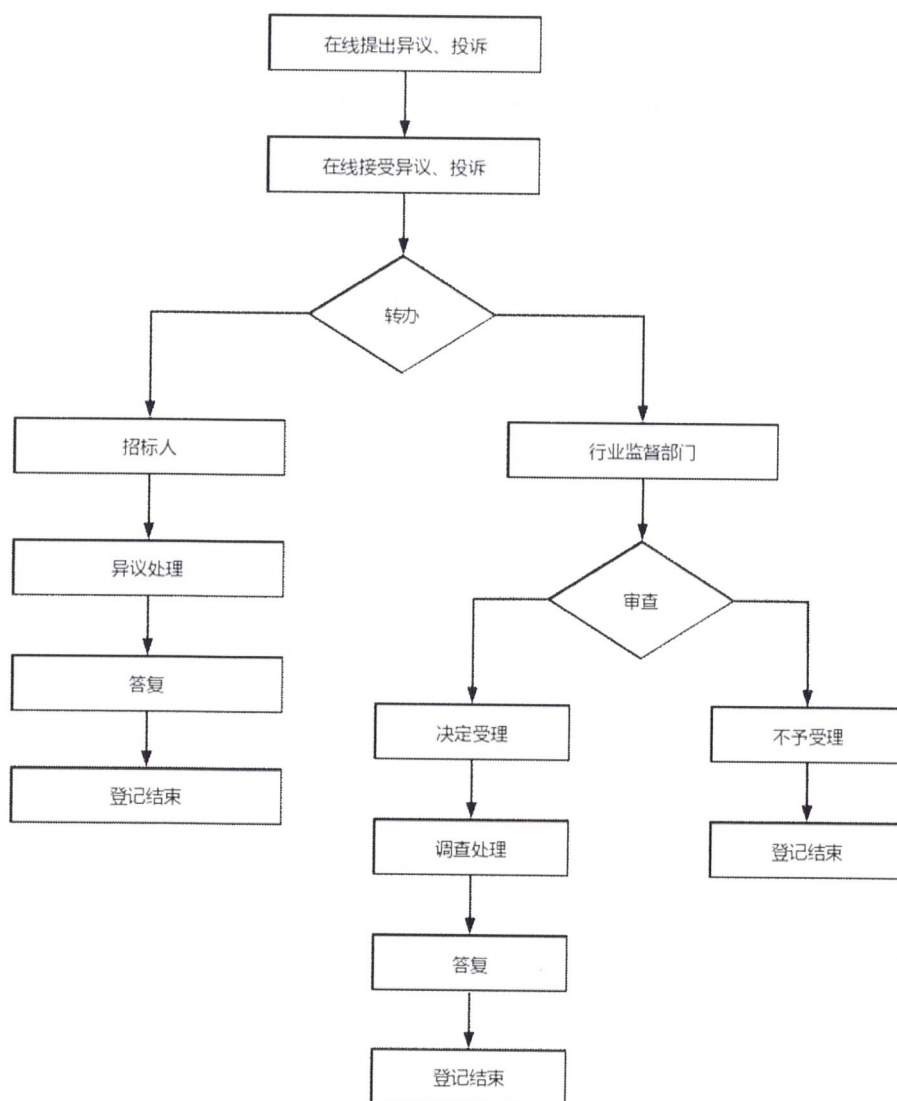 在线提出异议、投诉
在线接受异议、投诉
转办
招标人
行业监督部门
异议处理
审查
答复
决定受理
不予受理
登记结束
调查处理
登记结束
答复
登记结束